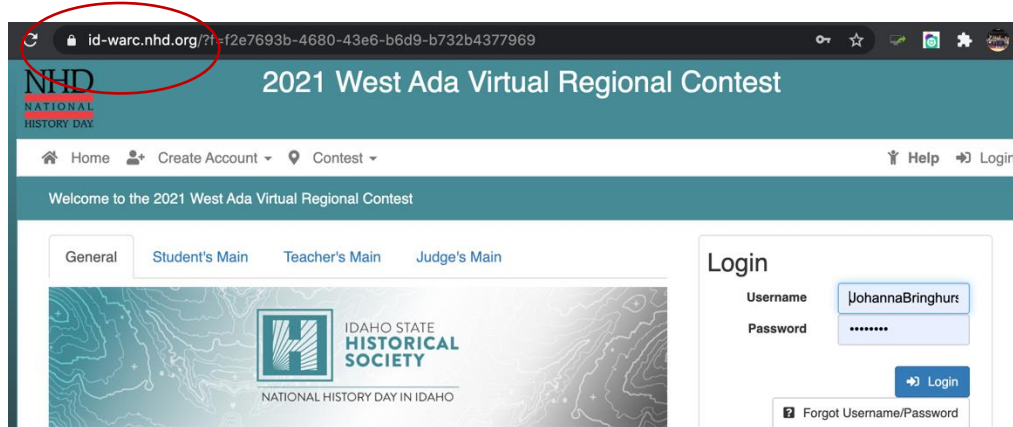 id-warc.nhd.org/?f=f2e7693b-4680-43e6-b6d9-b732b4377969
NHD
NATIONAL
HISTORY DAY
2021 West Ada Virtual Regional Contest
Home Create Account Contest Help Login
Welcome to the 2021 West Ada Virtual Regional Contest
General Student's Main Teacher's Main Judge's Main
H
IDAHO STATE
HISTORICAL
SOCIETY
NATIONAL HISTORY DAY IN IDAHO
Login
Username JohannaBringhurs
Password ••••••••
Login
Forgot Username/Password